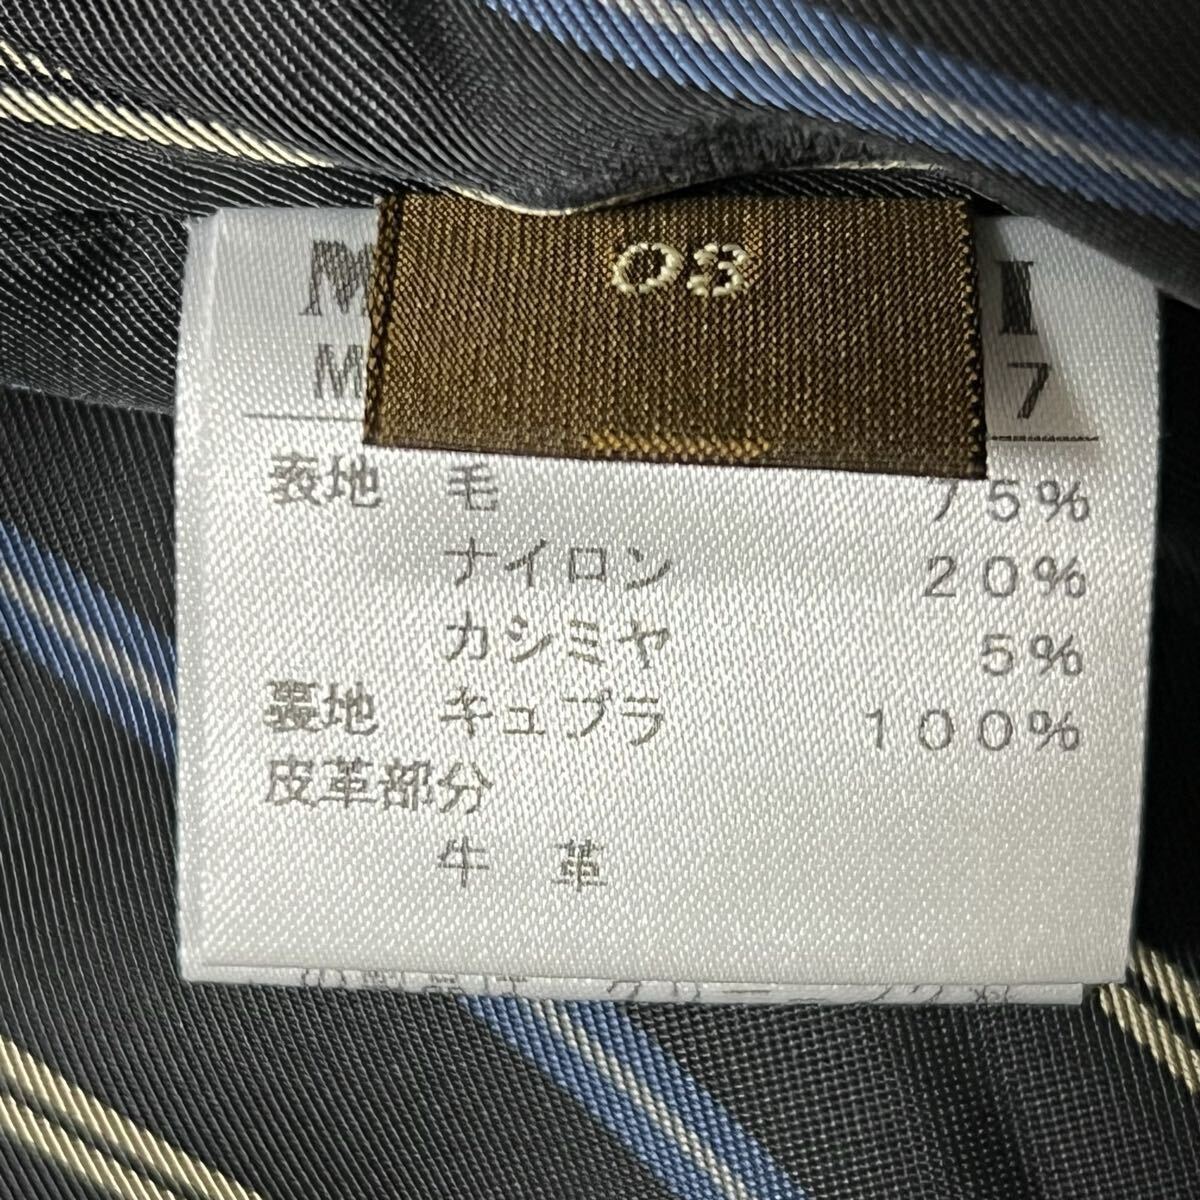 03
M I
M 7
表地 毛 75%
ナイロン 20%
カシミヤ 5%
裏地 キュプラ 100%
皮革部分
牛 革